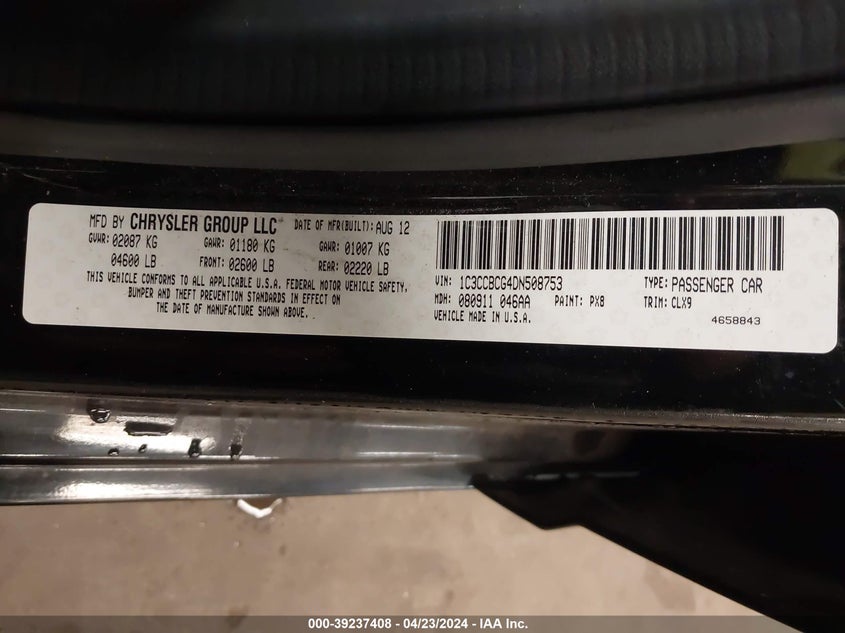 MFD BY CHRYSLER GROUP LLC DATE OF MFR(BUILT): AUG 12
GVWR: 02087 KG GAWR: 01180 KG GAWR: 01007 KG
04600 LB FRONT: 02600 LB REAR: 02220 LB
THIS VEHICLE CONFORMS TO ALL APPLICABLE U.S.A. FEDERAL MOTOR VEHICLE SAFETY,
BUMPER AND THEFT PREVENTION STANDARDS IN EFFECT ON
THE DATE OF MANUFACTURE SHOWN ABOVE.
VIN: 1C3CCBCG4DN508753 TYPE: PASSENGER CAR
MDH: 080911 046AA PAINT: PX8 TRIM: CLX9
VEHICLE MADE IN U.S.A. 4658843
000-39237408 - 04/23/2024 - IAA Inc.